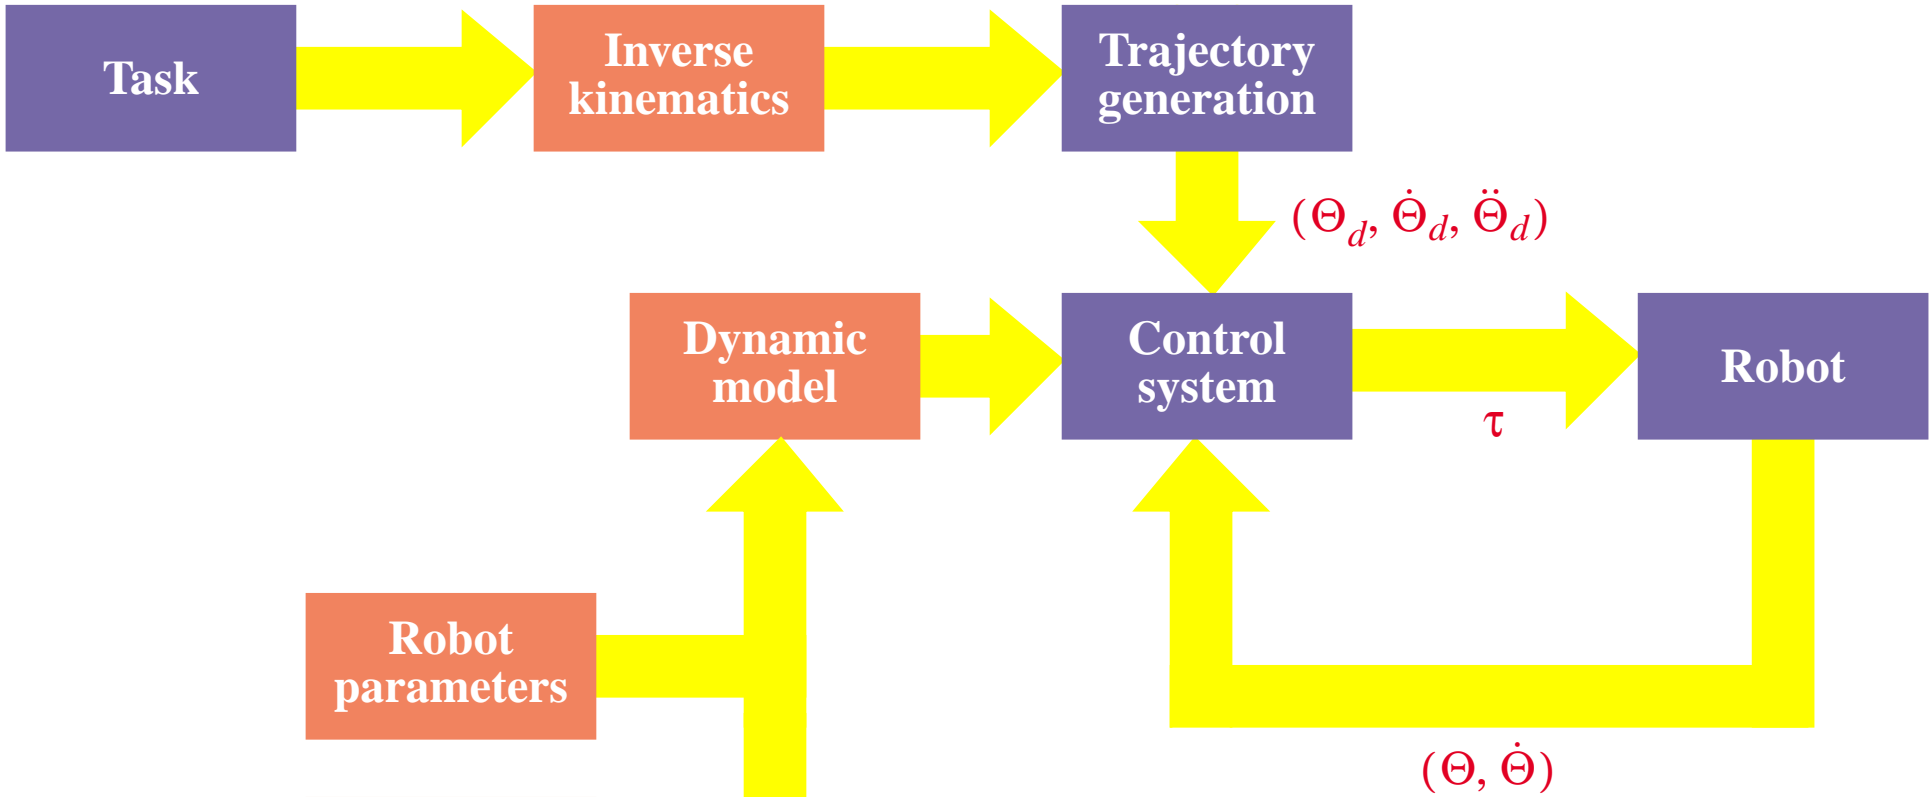 Task
Inverse
kinematics
Trajectory
generation
(Θd, Θ̇d, Θ̈d)
Dynamic
model
Control
system
Robot
τ
Robot
parameters
(Θ, Θ̇)